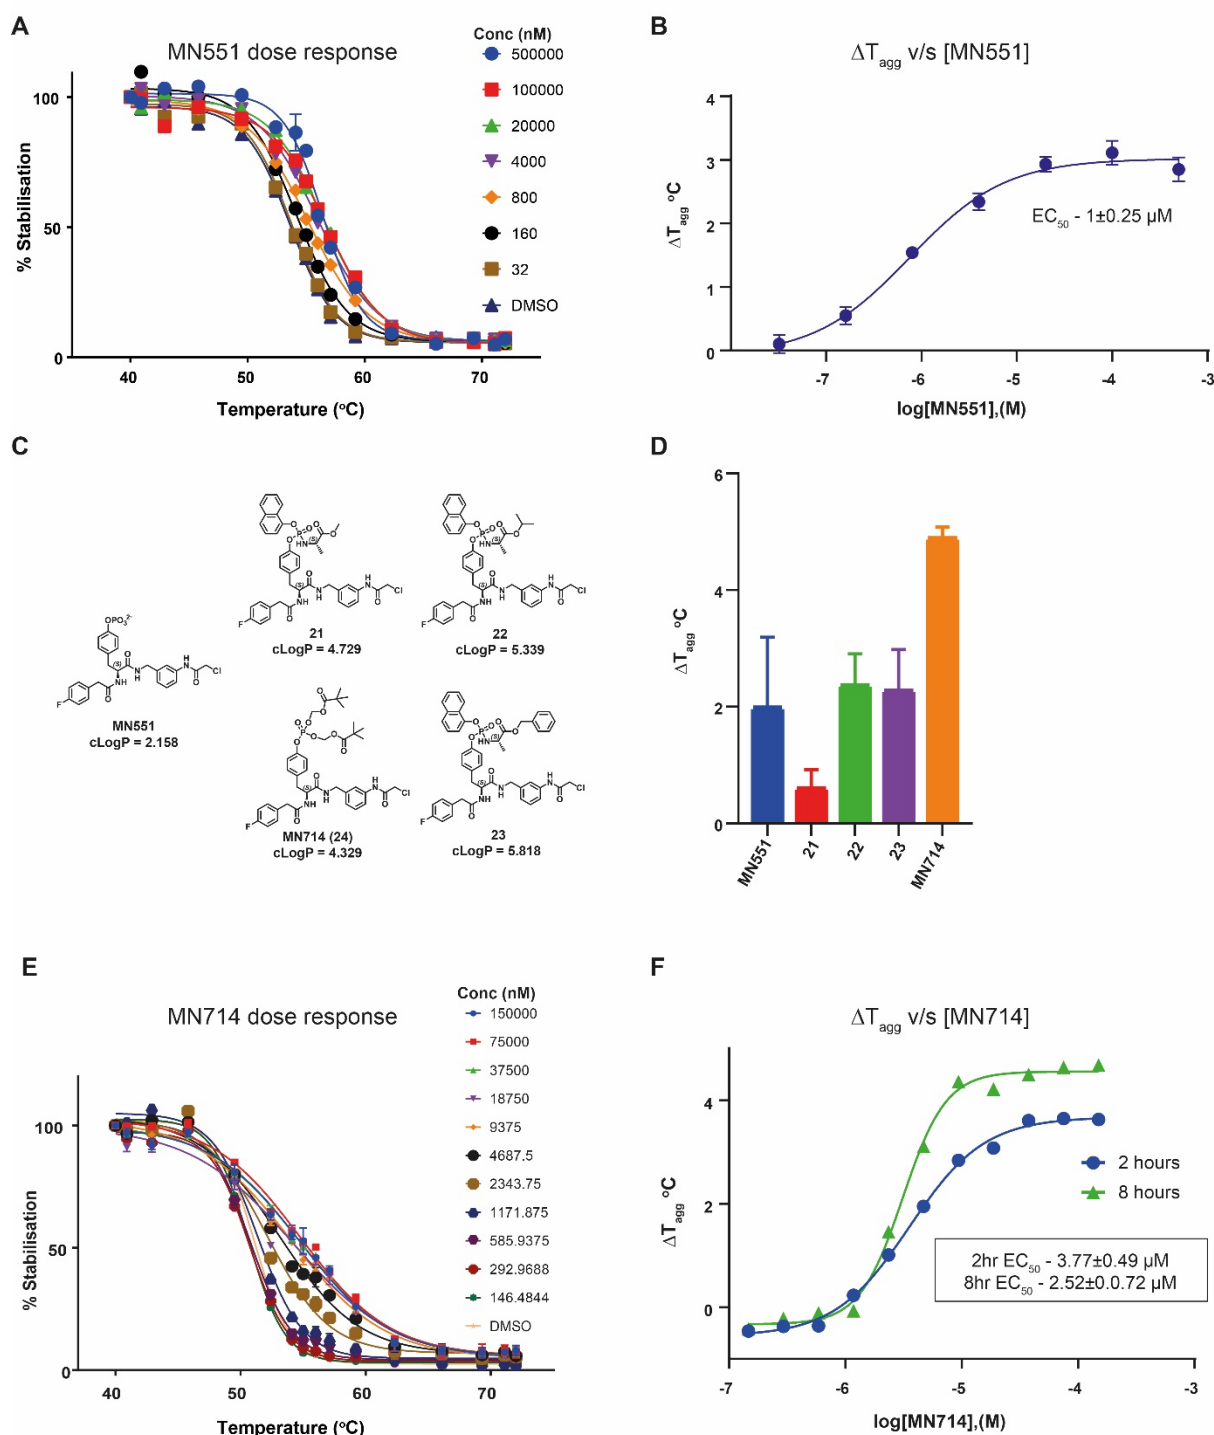 A
MN551 dose response
Conc (nM)
500000
100000
20000
4000
800
160
32
DMSO
100
50
0
% Stabilisation
40
50
60
70
Temperature (°C)
B
ΔTagg v/s [MN551]
4
3
2
1
0
ΔTagg °C
EC50 - 1±0.25 µM
-7
-6
-5
-4
-3
log[MN551],(M)
C
MN551
cLogP = 2.158
21
cLogP = 4.729
22
cLogP = 5.339
MN714 (24)
cLogP = 4.329
23
cLogP = 5.818
D
6
4
2
0
ΔTagg °C
MN551
21
22
23
MN714
E
MN714 dose response
Conc (nM)
150000
75000
37500
18750
9375
4687.5
2343.75
1171.875
585.9375
292.9688
146.4844
DMSO
100
50
0
% Stabilisation
40
50
60
70
Temperature (°C)
F
ΔTagg v/s [MN714]
4
2
0
ΔTagg °C
2 hours
8 hours
2hr EC50 - 3.77±0.49 µM
8hr EC50 - 2.52±0.0.72 µM
-7
-6
-5
-4
-3
log[MN714],(M)